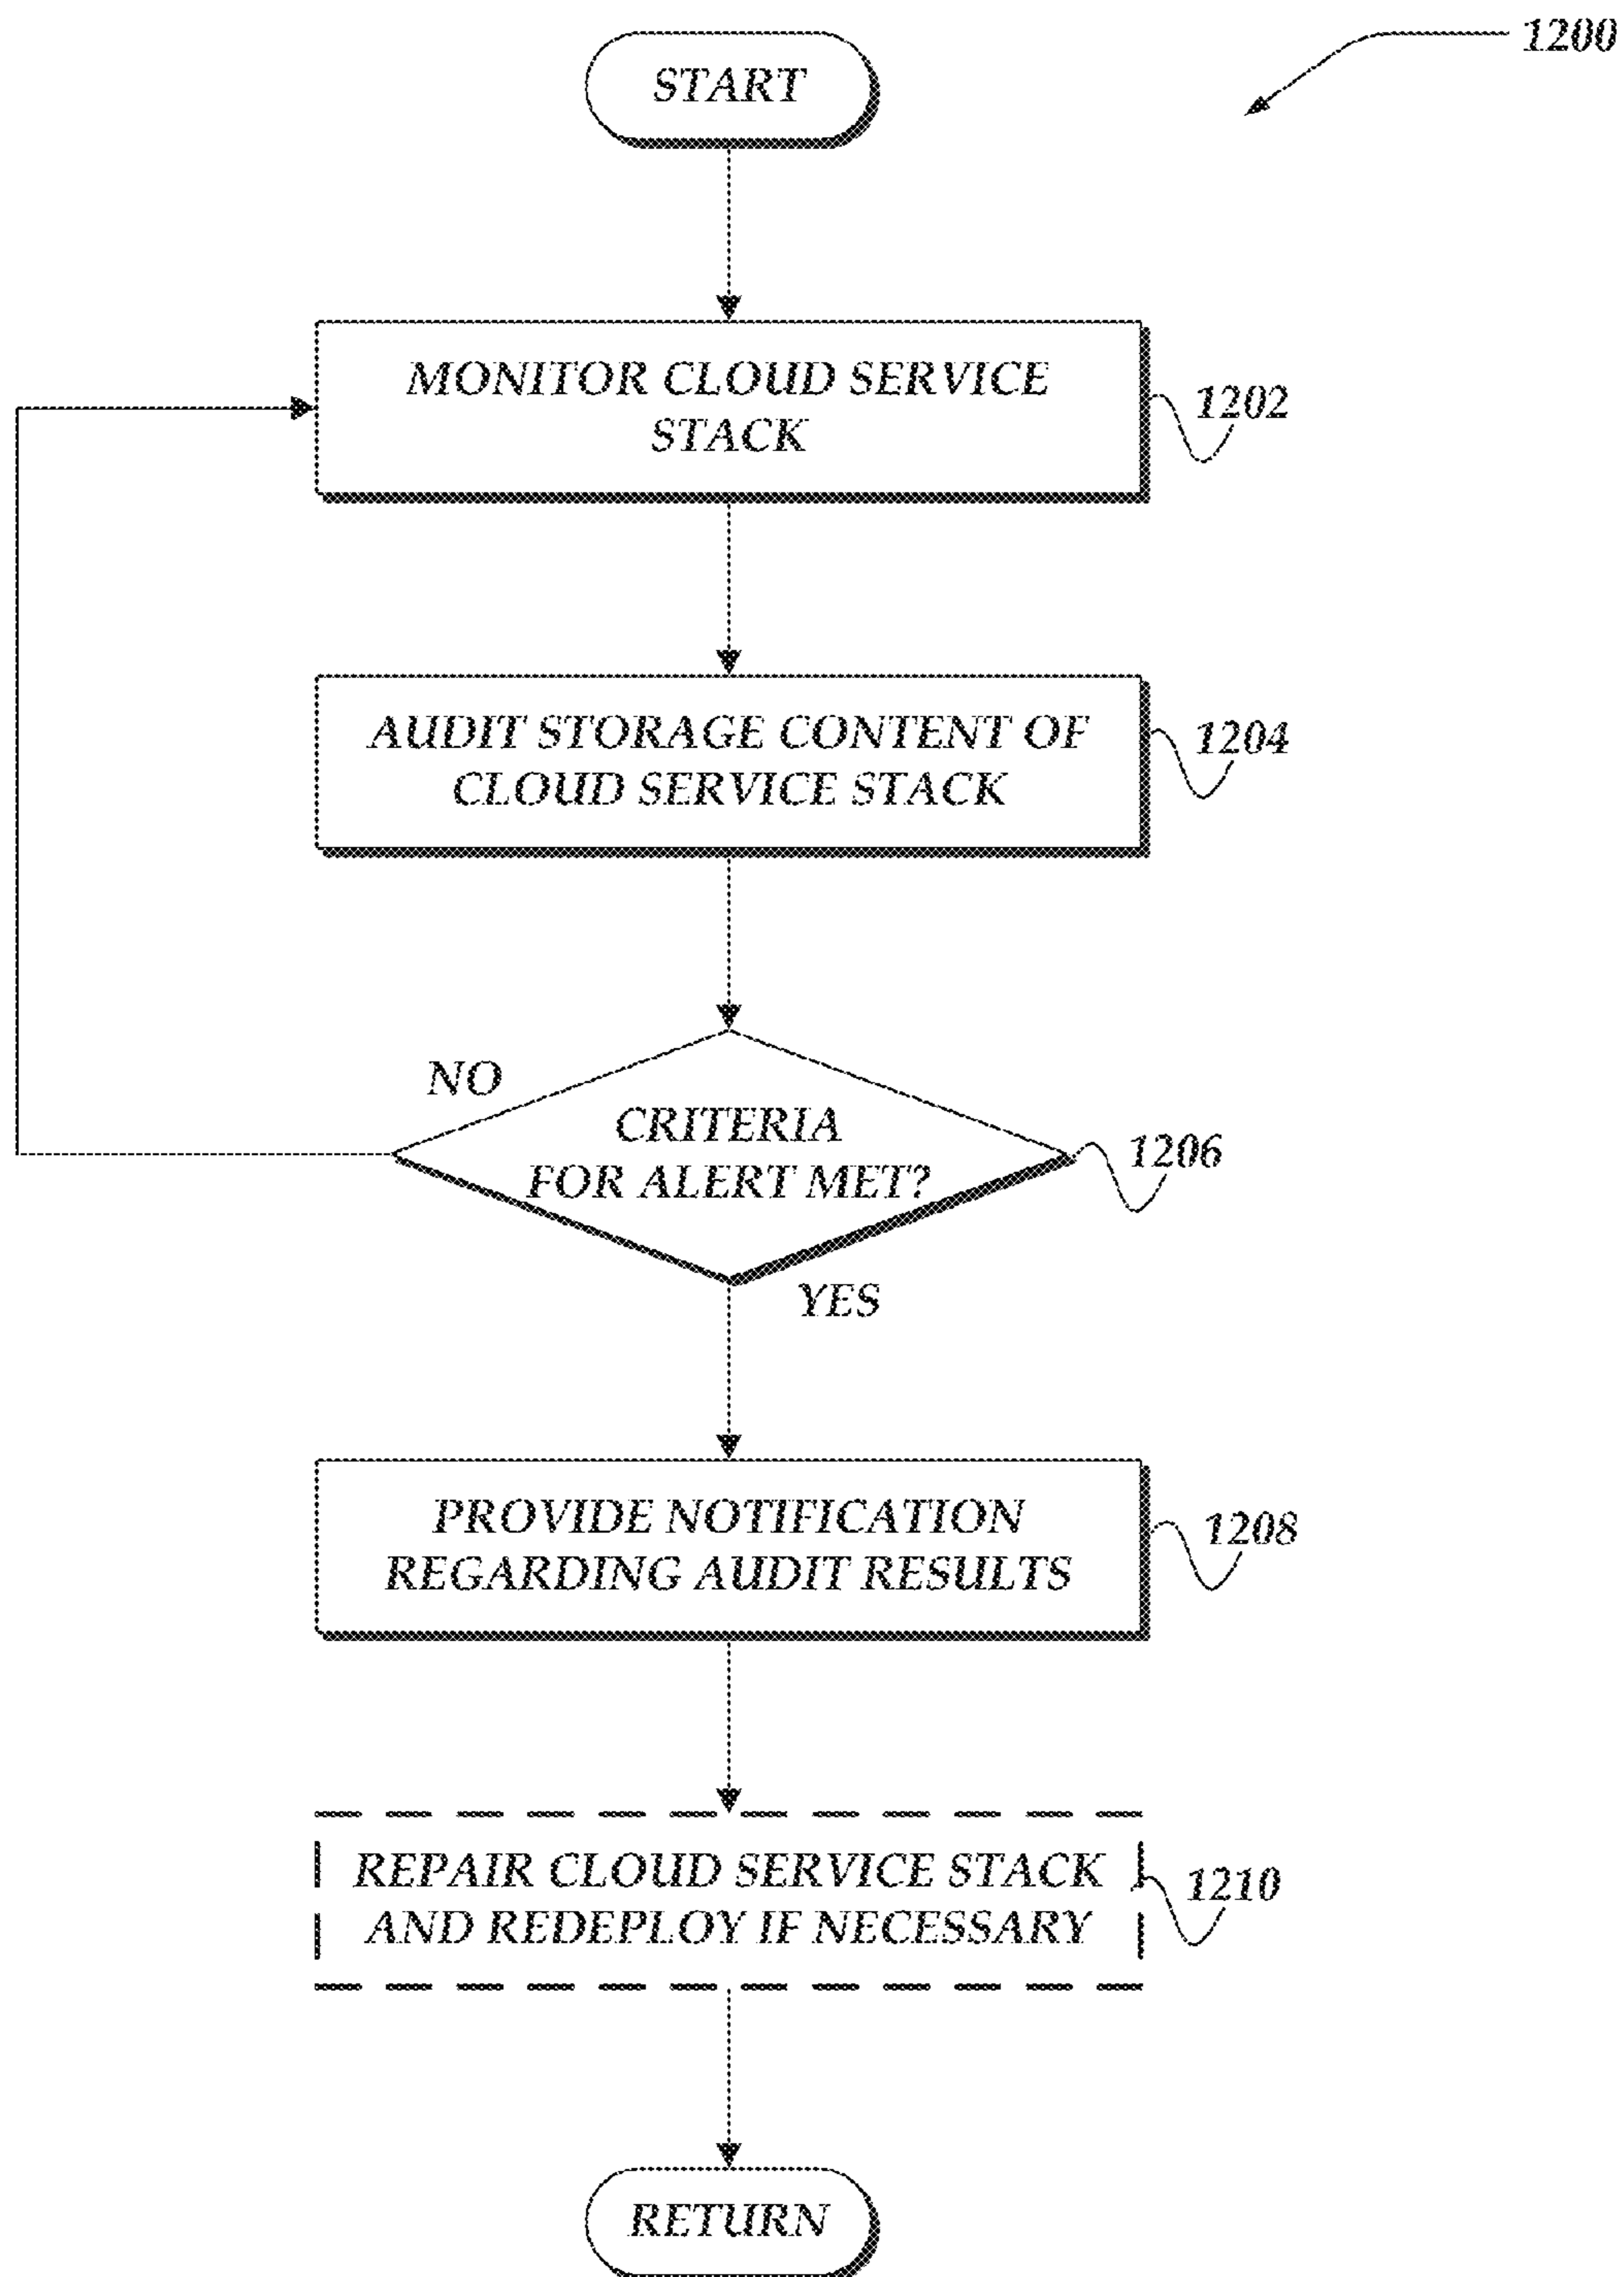 1200
START
MONITOR CLOUD SERVICE
STACK
1202
AUDIT STORAGE CONTENT OF
CLOUD SERVICE STACK
1204
NO
CRITERIA
FOR ALERT MET?
1206
YES
PROVIDE NOTIFICATION
REGARDING AUDIT RESULTS
1208
REPAIR CLOUD SERVICE STACK
AND REDEPLOY IF NECESSARY
1210
RETURN